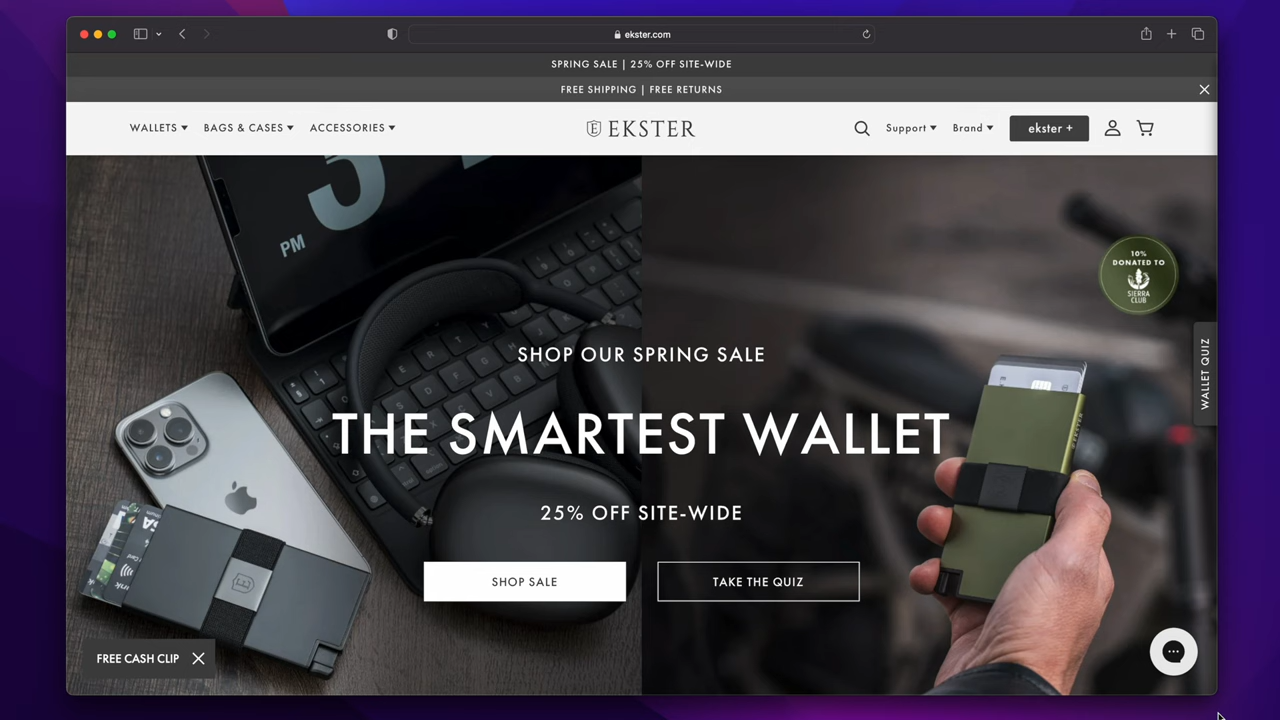 ekster.com
SPRING SALE | 25% OFF SITE-WIDE
FREE SHIPPING | FREE RETURNS
WALLETS BAGS & CASES ACCESSORIES EKSTER Support Brand ekster +
PM
10%
DONATED TO
SIERRA
CLUB
SHOP OUR SPRING SALE
WALLET QUIZ
THE SMARTEST WALLET
25% OFF SITE-WIDE
SHOP SALE TAKE THE QUIZ
FREE CASH CLIP